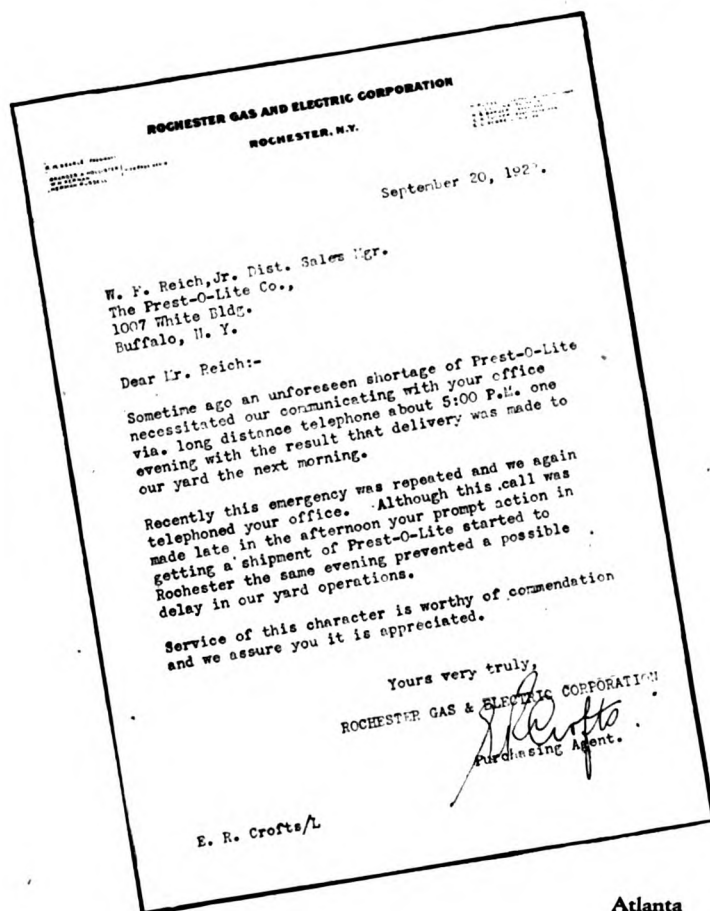 ROCHESTER GAS AND ELECTRIC CORPORATION
ROCHESTER, N.Y.
September 20,
W. F. Reich,Jr. Dist. Sales Mgr.
The Prest-O-Lite Co.,
1007 White Bldg.
Buffalo, N. Y.
Dear Mr. Reich:-
Sometime ago an unforeseen shortage of Prest-O-Lite
necessitated our communicating with your office
via. long distance telephone about 5:00 P.M. one
evening with the result that delivery was made to
our yard the next morning.
Recently this emergency was repeated and we again
telephoned your office. Although this call was
made late in the afternoon your prompt action in
getting a shipment of Prest-O-Lite started to
Rochester the same evening prevented a possible
delay in our yard operations.
Service of this character is worthy of commendation
and we assure you it is appreciated.
Yours very truly,
ROCHESTER GAS & ELECTRIC CORPORATION
Crofts
Purchasing Agent.
E. R. Crofts/L
Atlanta